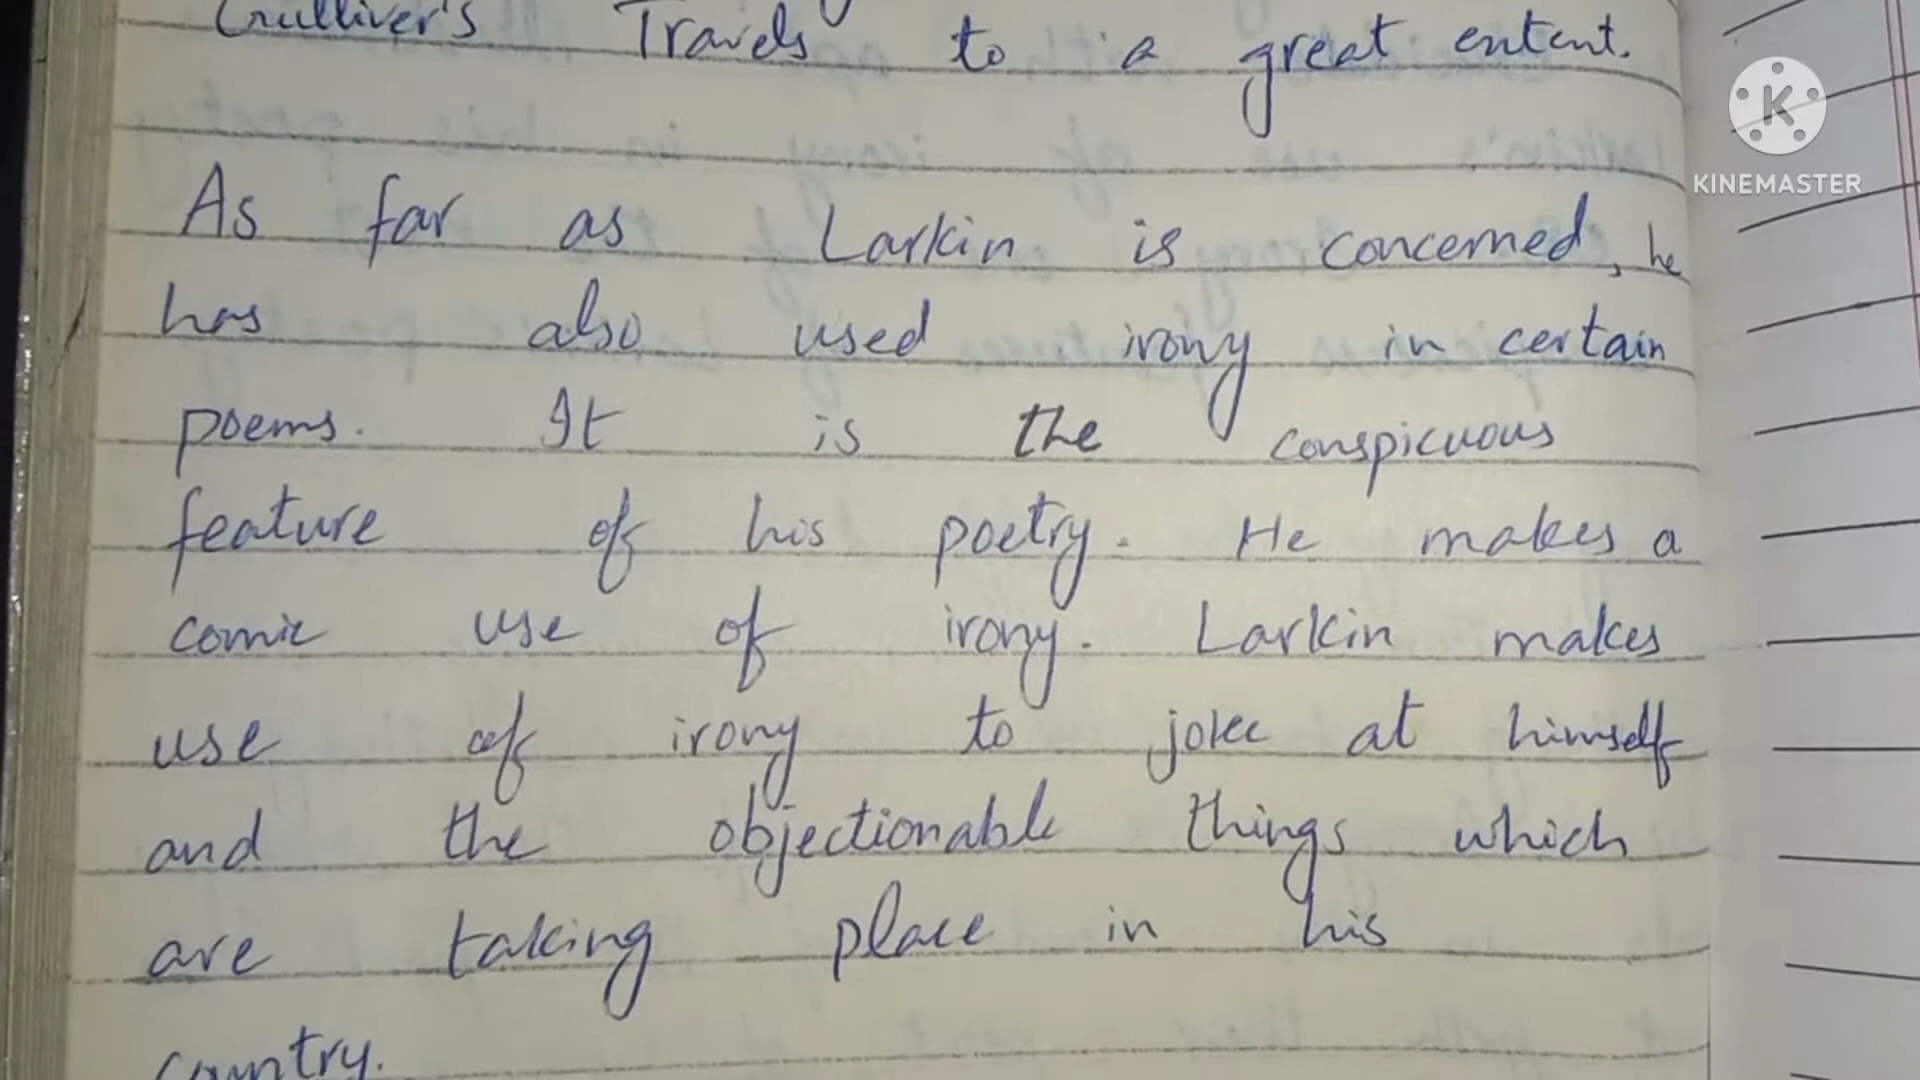 Gulliver's Travels to a great entent.
As far as Larkin is concerned, he
has also used irony in certain
poems. It is the conspicuous
feature of his poetry. He makes a
comic use of irony. Larkin makes
use of irony to joke at himself
and the objectionable things which
are taking place in his
country.
K
KINEMASTER